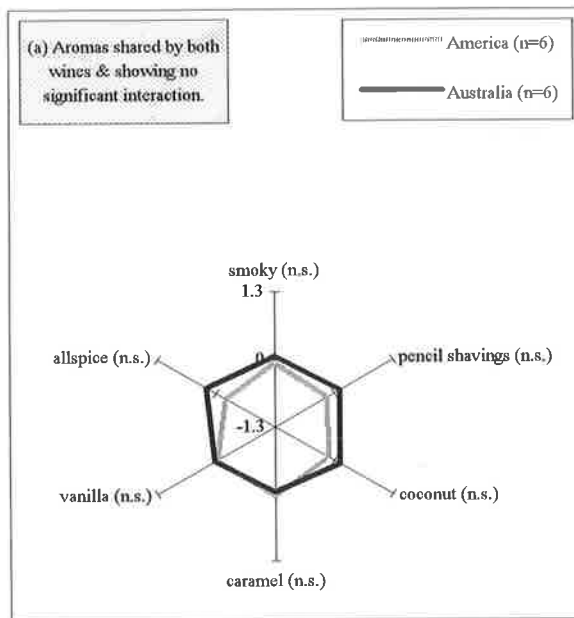 (a) Aromas shared by both
wines & showing no
significant interaction.
America (n=6)
Australia (n=6)
smoky (n.s.)
1.3
allspice (n.s.)
0
pencil shavings (n.s.)
-1.3
vanilla (n.s.)
coconut (n.s.)
caramel (n.s.)